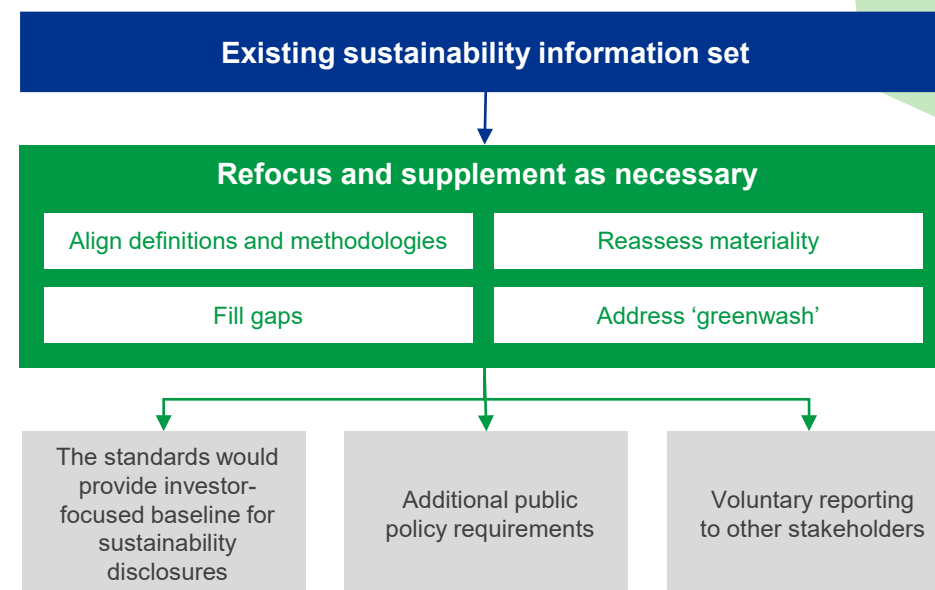 Existing sustainability information set
Refocus and supplement as necessary
Align definitions and methodologies
Reassess materiality
Fill gaps
Address ‘greenwash’
The standards would
provide investor-
focused baseline for
sustainability
disclosures
Additional public
policy requirements
Voluntary reporting
to other stakeholders